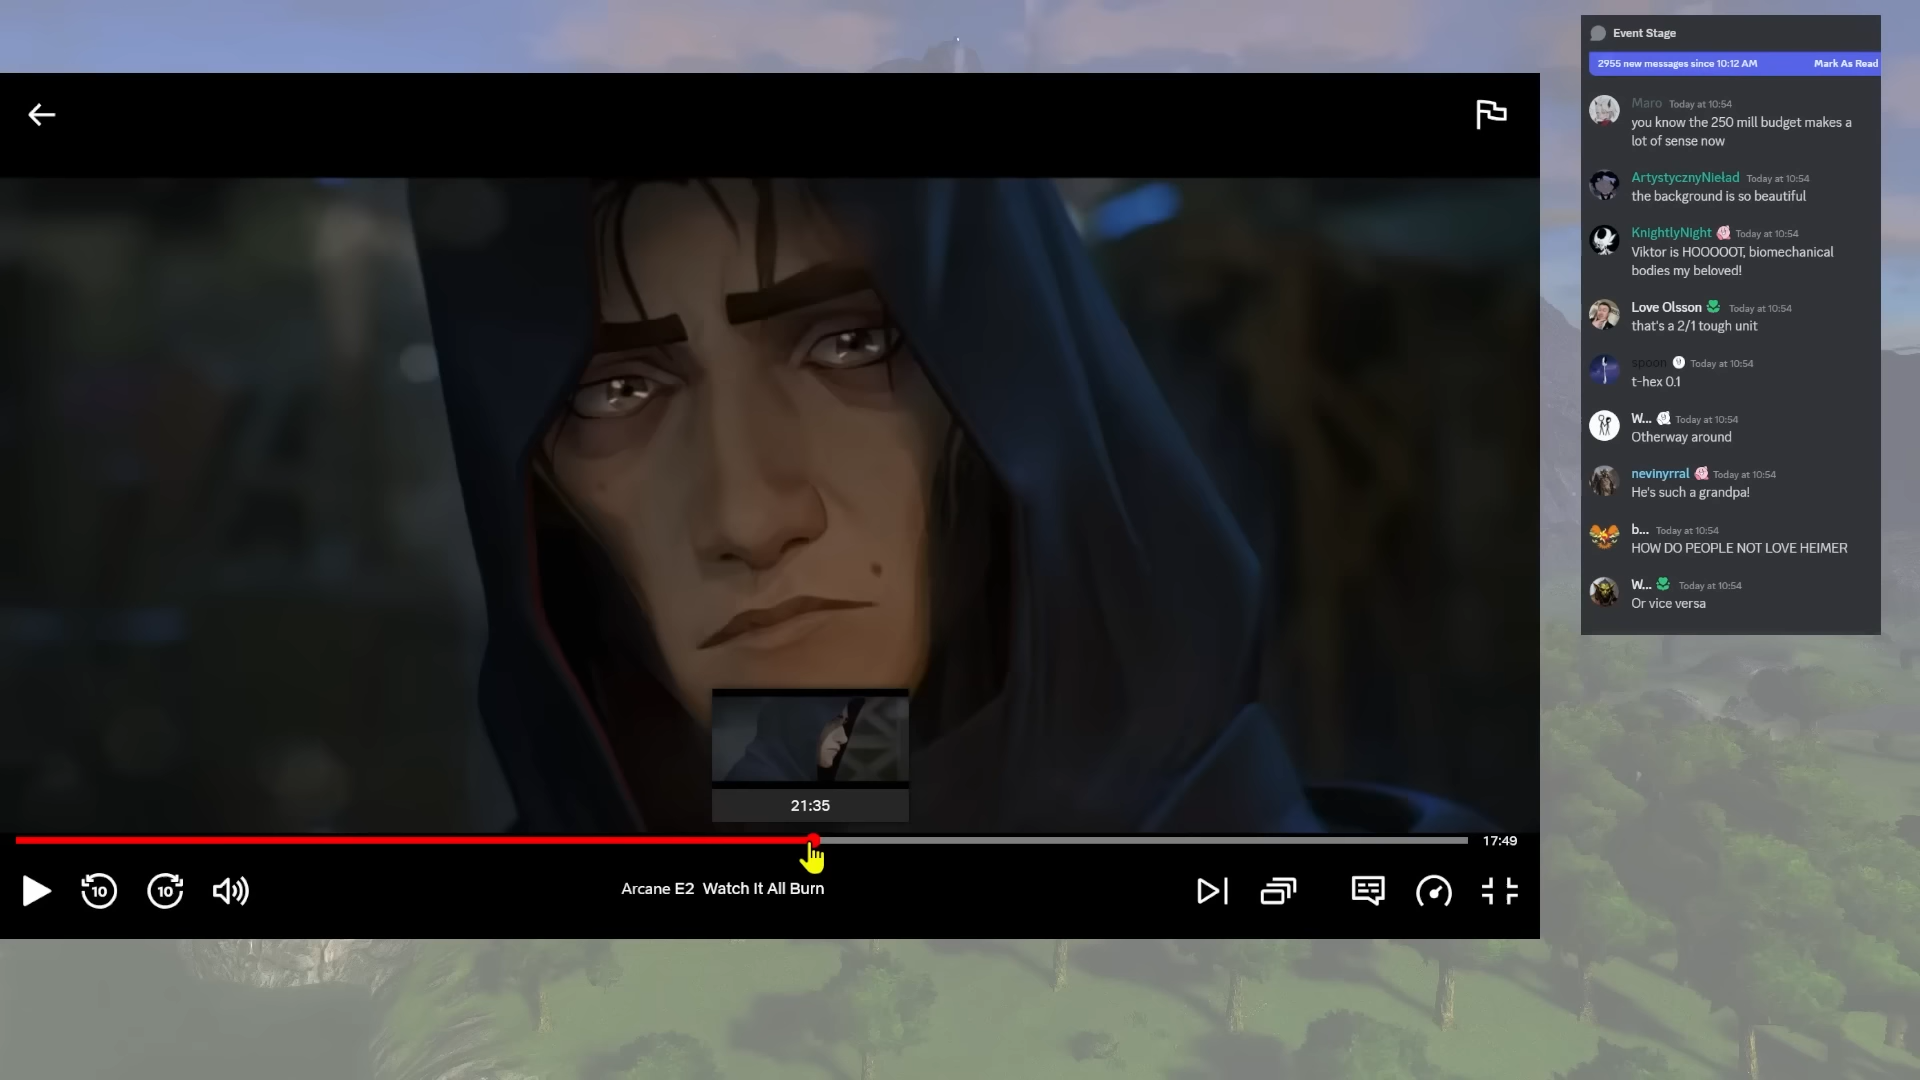 Event Stage
2955 new messages since 10:12 AM Mark As Read
Maro Today at 10:54
you know the 250 mill budget makes a
lot of sense now
ArtystycznyNieład Today at 10:54
the background is so beautiful
KnightlyNight Today at 10:54
Viktor is HOOOOOT, biomechanical
bodies my beloved!
Love Olsson Today at 10:54
that's a 2/1 tough unit
spoon Today at 10:54
t-hex 0.1
W... Today at 10:54
Otherway around
nevinyrral Today at 10:54
He's such a grandpa!
b... Today at 10:54
HOW DO PEOPLE NOT LOVE HEIMER
W... Today at 10:54
Or vice versa
21:35
17:49
10 10
Arcane E2 Watch It All Burn